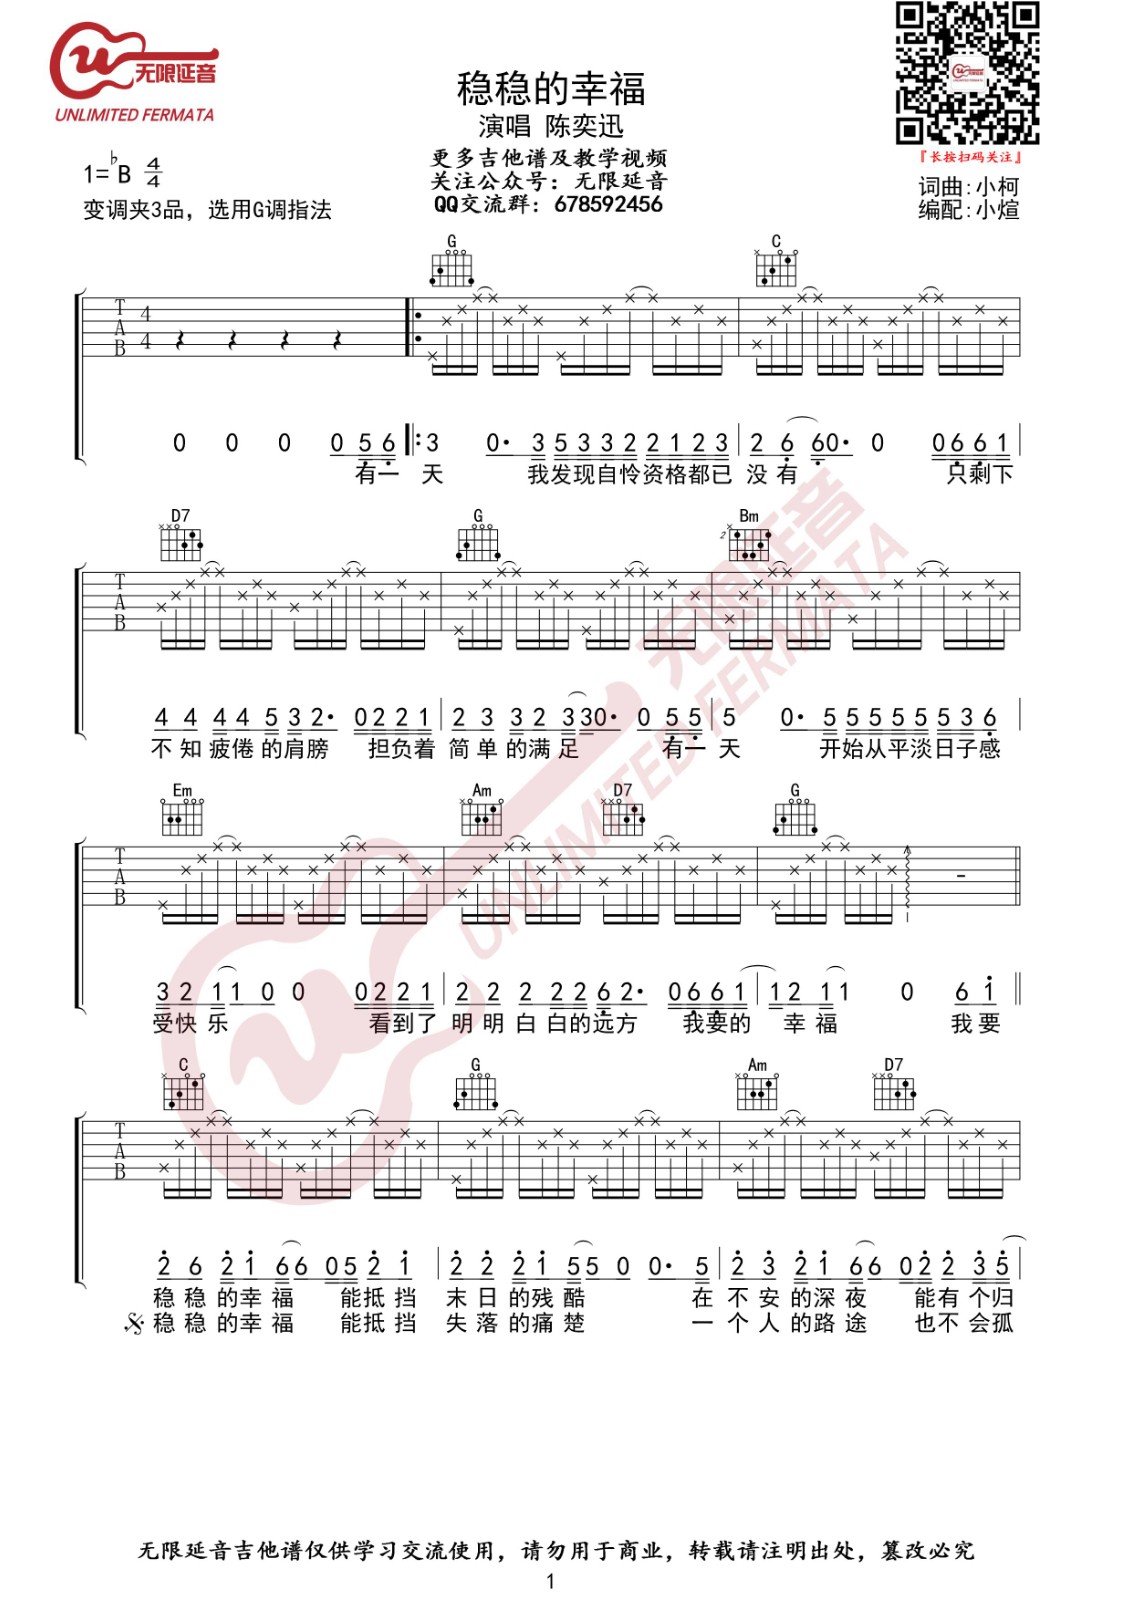 无限延音
UNLIMITED FERMATA
稳稳的幸福
演唱 陈奕迅
更多吉他谱及教学视频
关注公众号：无限延音
QQ交流群：678592456
『长按扫码关注』
1=♭B 4/4
变调夹3品，选用G调指法
词曲:小柯
编配:小煊
G C
T A B 4 4
0 0 0 0 5 6 3 0· 3 5 3 3 2 2 1 2 3 2 6 6 0· 0 0 6 6 1
有一 天 我发现自怜资格都已 没有 只剩下
D7 G Bm 2
T A B
4 4 4 4 5 3 2· 0 2 2 1 2 3 3 2 3 3 0· 0 5 5 5 0· 5 5 5 5 5 5 3 6
不知疲倦的肩膀 担负着 简单的满足 有一 天 开始从平淡日子感
Em Am D7 G
T A B
3 2 1 1 0 0 0 2 2 1 2 2 2 2 2 6 2· 0 6 6 1 1 2 1 1 0 6 1
受快乐 看到了 明明白白的远方 我要的 幸福 我要
C G Am D7
T A B
2 6 2 1 6 6 0 5 2 1 2 2 2 1 5 5 0 0· 5 2 3 2 1 6 6 0 2 2 3 5
稳稳的幸福 能抵挡 末日的残酷 在 不安的深夜 能有个归
稳稳的幸福 能抵挡 失落的痛楚 一 个人的路途 也不会孤
无限延音
UNLIMITED FERMATA
无限延音吉他谱仅供学习交流使用，请勿用于商业，转载请注明出处，篡改必究
1